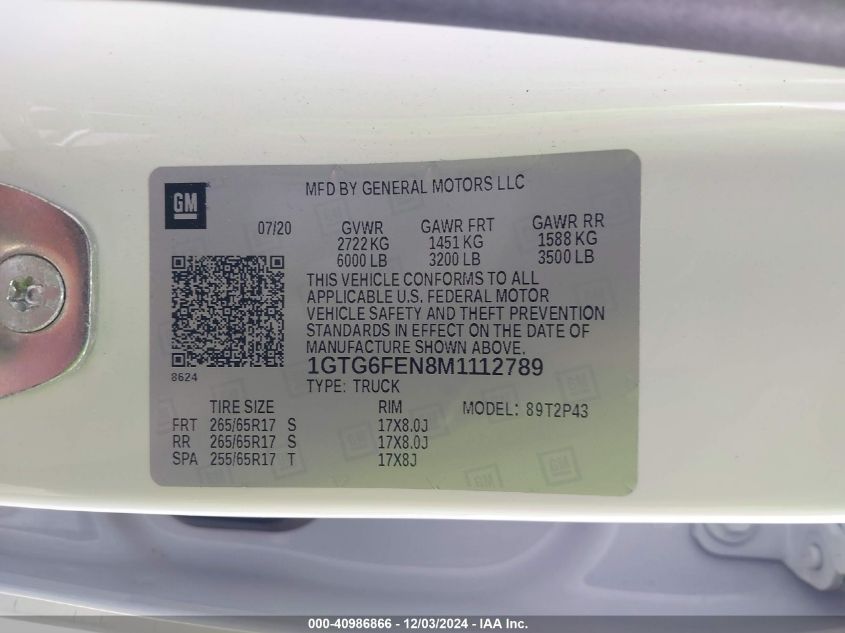 GM
MFD BY GENERAL MOTORS LLC
07/20 GVWR GAWR FRT GAWR RR
2722 KG 1451 KG 1588 KG
6000 LB 3200 LB 3500 LB
THIS VEHICLE CONFORMS TO ALL
APPLICABLE U.S. FEDERAL MOTOR
VEHICLE SAFETY AND THEFT PREVENTION
STANDARDS IN EFFECT ON THE DATE OF
MANUFACTURE SHOWN ABOVE.
8624
1GTG6FEN8M1112789
TYPE: TRUCK
TIRE SIZE RIM MODEL: 89T2P43
FRT 265/65R17 S 17X8.0J
RR 265/65R17 S 17X8.0J
SPA 255/65R17 T 17X8J
000-40986866 - 12/03/2024 - IAA Inc.